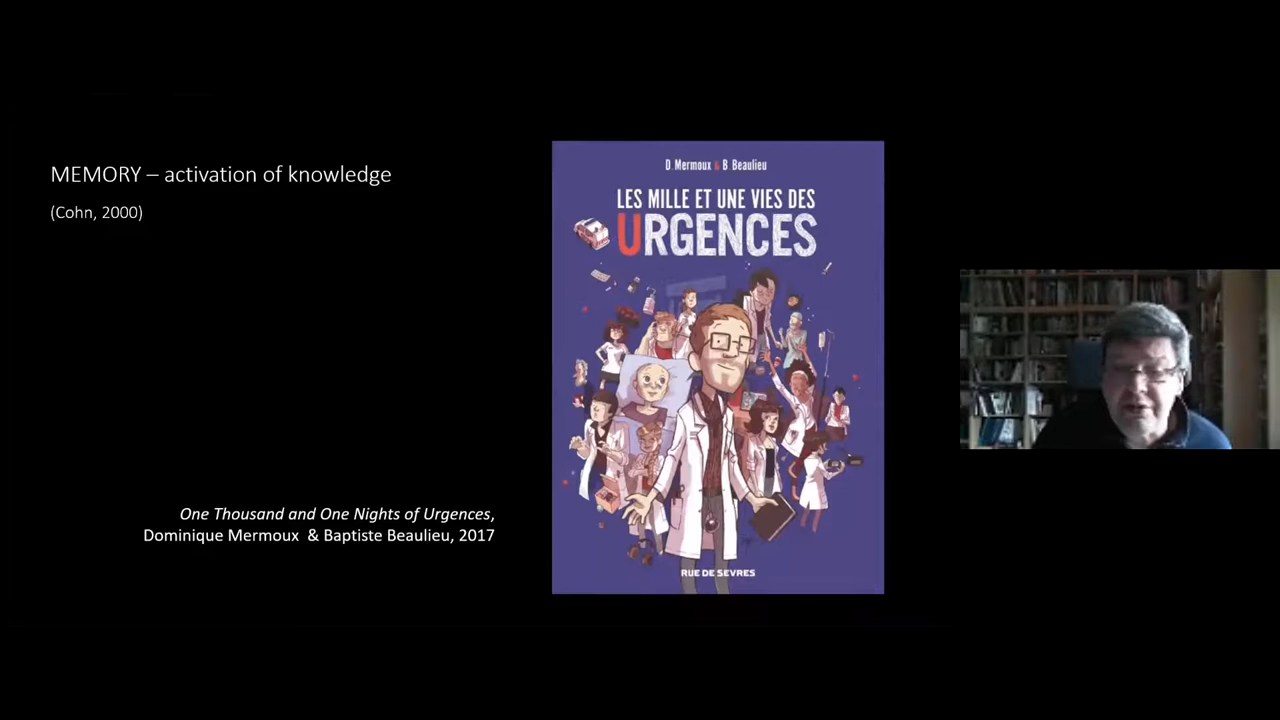 MEMORY – activation of knowledge
(Cohn, 2000)
D. Mermoux & B. Beaulieu
LES MILLE ET UNE VIES DES
URGENCES
One Thousand and One Nights of Urgences,
Dominique Mermoux & Baptiste Beaulieu, 2017
RUE DE SEVRES